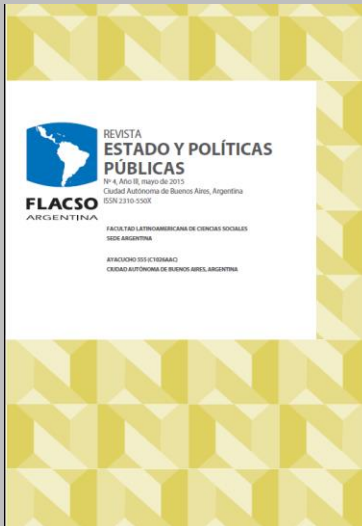 REVISTA
ESTADO Y POLÍTICAS
PÚBLICAS
Nº 4, Año III, mayo de 2015
Ciudad Autónoma de Buenos Aires, Argentina
ISSN 2310-550X
FLACSO
ARGENTINA
FACULTAD LATINOAMERICANA DE CIENCIAS SOCIALES
SEDE ARGENTINA
AYACUCHO 555 (C1026AAC)
CIUDAD AUTÓNOMA DE BUENOS AIRES, ARGENTINA